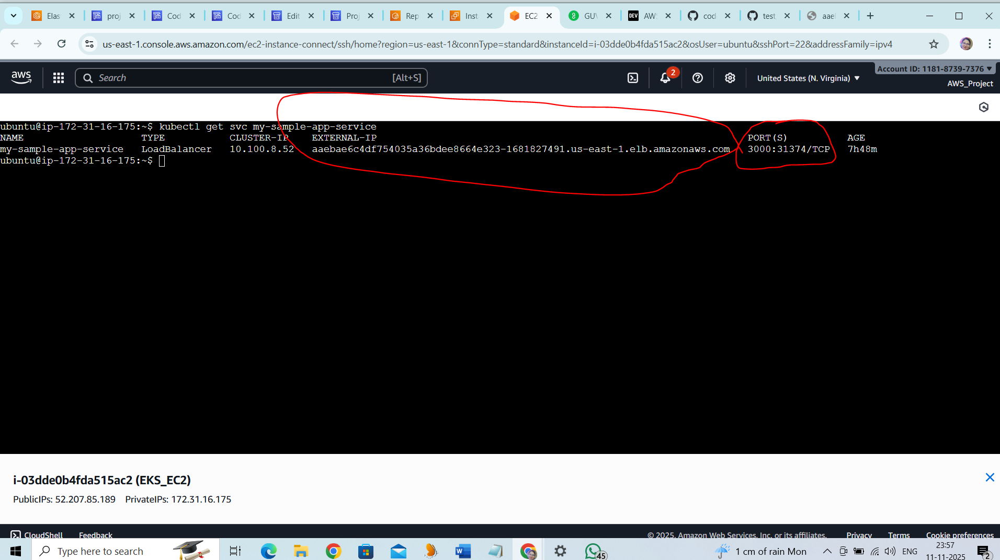 Elas
proj
Cod
Cod
Edit
Proj
Rep
Inst
EC2
GUV
DEV AWS
cod
test
aael
us-east-1.console.aws.amazon.com/ec2-instance-connect/ssh/home?region=us-east-1&connType=standard&instanceId=i-03dde0b4fda515ac2&osUser=ubuntu&sshPort=22&addressFamily=ipv4
aws
Search [Alt+S]
2
United States (N. Virginia) ▼
Account ID: 1181-8739-7376 ▼
AWS_Project
ubuntu@ip-172-31-16-175:~$ kubectl get svc my-sample-app-service
NAME TYPE CLUSTER-IP EXTERNAL-IP PORT(S) AGE
my-sample-app-service LoadBalancer 10.100.8.52 aaebae6c4df754035a36bdee8664e323-1681827491.us-east-1.elb.amazonaws.com 3000:31374/TCP 7h48m
ubuntu@ip-172-31-16-175:~$
i-03dde0b4fda515ac2 (EKS_EC2)
PublicIPs: 52.207.85.189 PrivateIPs: 172.31.16.175
CloudShell Feedback © 2025, Amazon Web Services, Inc. or its affiliates. Privacy Terms Cookie preferences
Type here to search
45
1 cm of rain Mon
ENG
23:57
11-11-2025
2